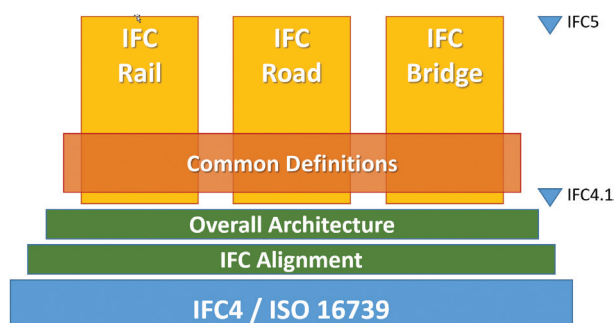 IFC Rail
IFC Road
IFC Bridge
IFC5
Common Definitions
IFC4.1
Overall Architecture
IFC Alignment
IFC4 / ISO 16739